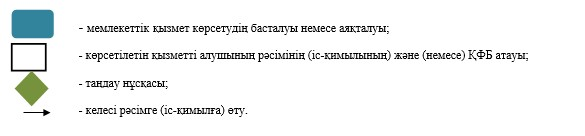 - мемлекеттік қызмет көрсетудің басталуы немесе аяқталуы;
- көрсетілетін қызметті алушының рәсімінің (іс-қимылының) және (немесе) ҚФБ атауы;
- таңдау нұсқасы;
- келесі рәсімге (іс-қимылға) өту.